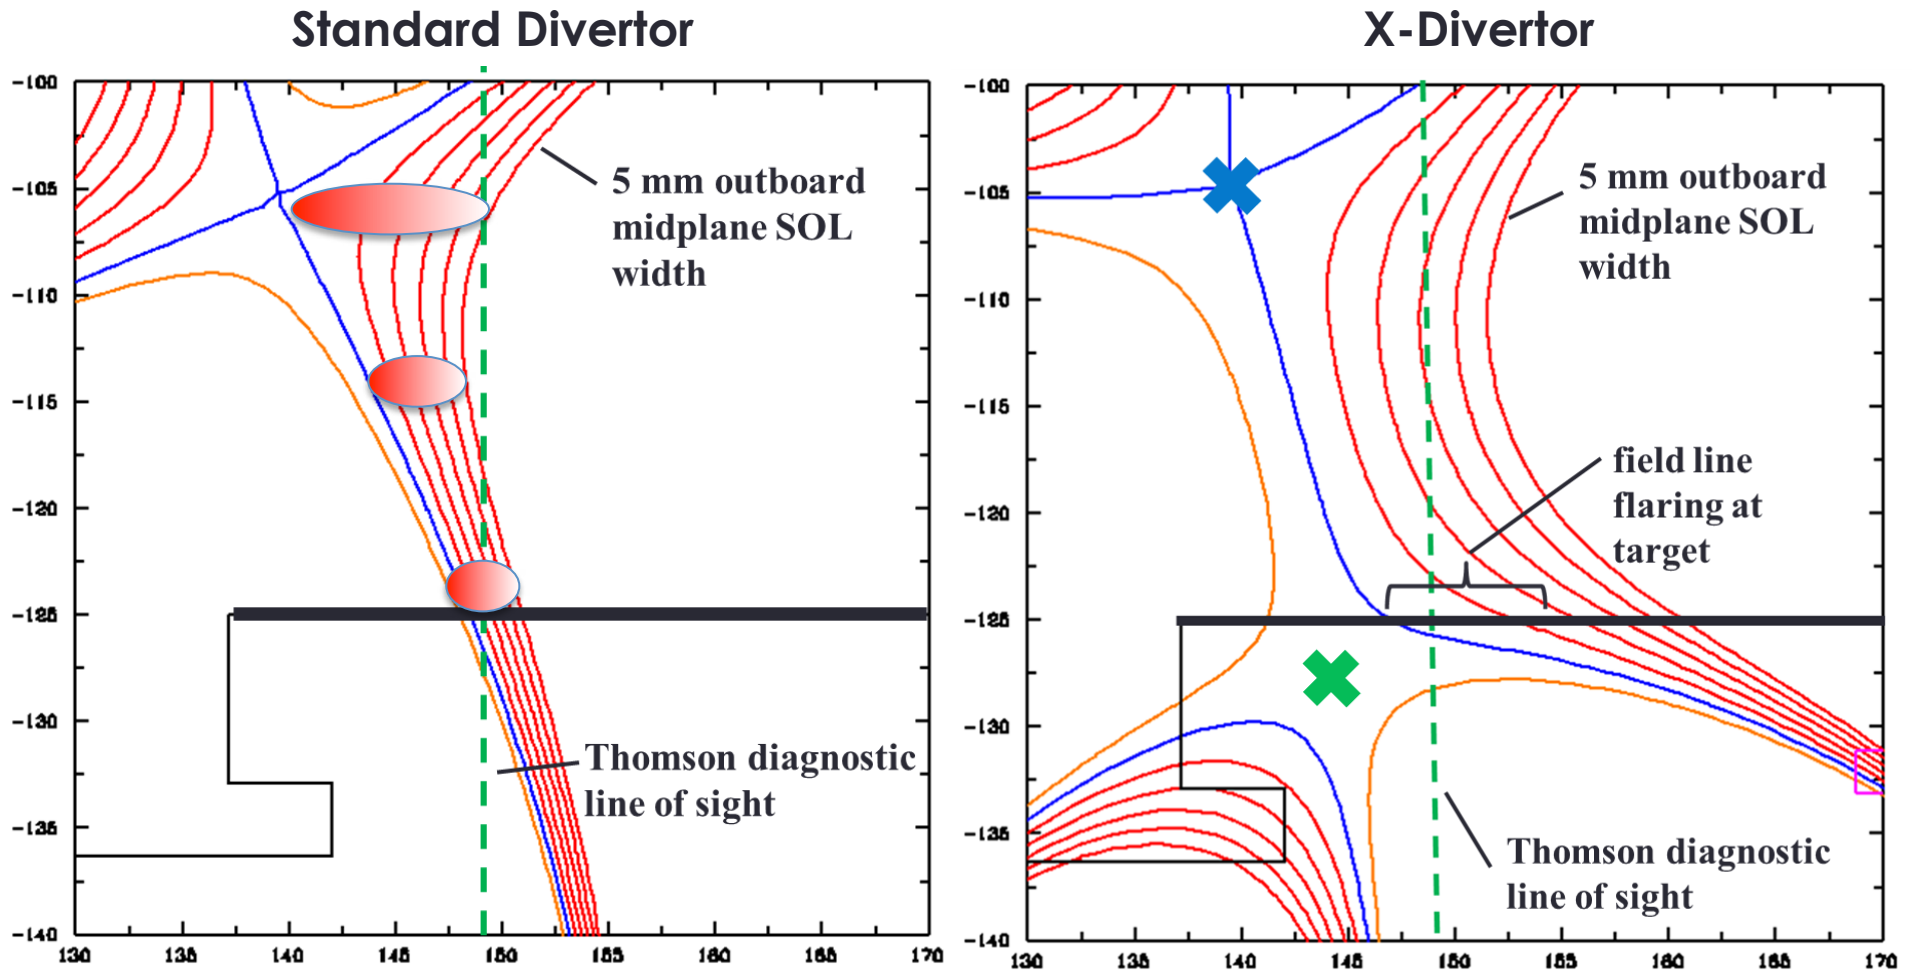 Standard Divertor
X-Divertor
-100
-105
-110
-115
-120
-125
-130
-135
-140
130
135
140
145
150
155
160
165
170
5 mm outboard
midplane SOL
width
Thomson diagnostic
line of sight
-100
-105
-110
-115
-120
-125
-130
-135
-140
130
135
140
145
150
155
160
165
170
5 mm outboard
midplane SOL
width
field line
flaring at
target
Thomson diagnostic
line of sight